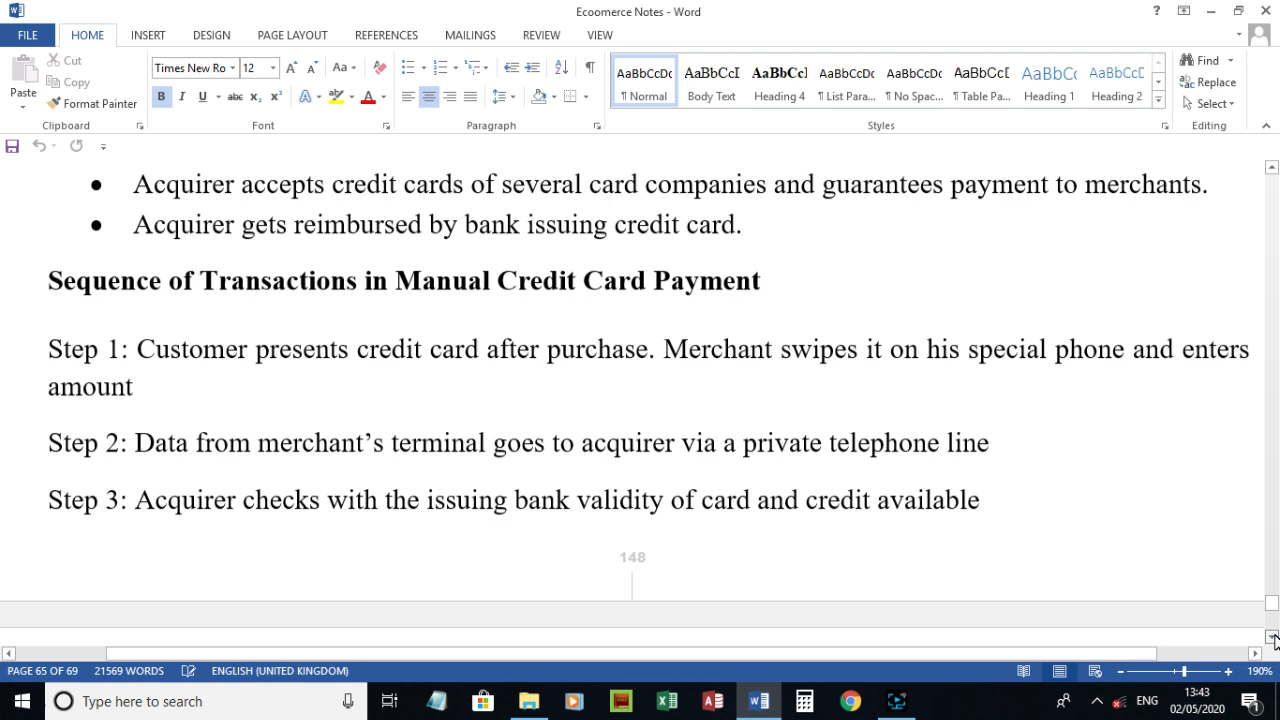 Ecoomerce Notes - Word
FILE HOME INSERT DESIGN PAGE LAYOUT REFERENCES MAILINGS REVIEW VIEW
Paste
Cut
Copy
Format Painter
Clipboard
Times New Ro 12
Font
Paragraph
AaBbCcDc AaBbCcI AaBbCcI AaBbCcDc AaBbCcDc AaBbCcI AaBbCc AaBbCcDc
¶ Normal Body Text Heading 4 ¶ List Para... ¶ No Spac... ¶ Table Pa... Heading 1 Heading 2
Styles
Find
Replace
Select
Editing
• Acquirer accepts credit cards of several card companies and guarantees payment to merchants.
• Acquirer gets reimbursed by bank issuing credit card.
Sequence of Transactions in Manual Credit Card Payment
Step 1: Customer presents credit card after purchase. Merchant swipes it on his special phone and enters
amount
Step 2: Data from merchant’s terminal goes to acquirer via a private telephone line
Step 3: Acquirer checks with the issuing bank validity of card and credit available
148
PAGE 65 OF 69 21569 WORDS ENGLISH (UNITED KINGDOM) 190%
Type here to search
ENG
13:43
02/05/2020